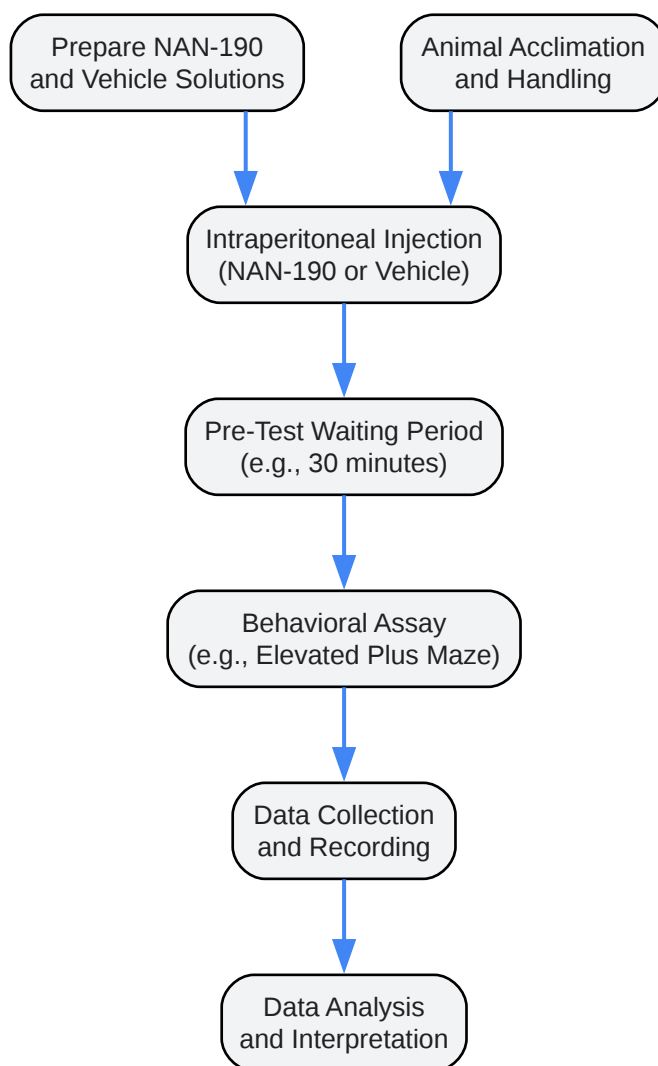 Prepare NAN-190
and Vehicle Solutions
Animal Acclimation
and Handling
Intraperitoneal Injection
(NAN-190 or Vehicle)
Pre-Test Waiting Period
(e.g., 30 minutes)
Behavioral Assay
(e.g., Elevated Plus Maze)
Data Collection
and Recording
Data Analysis
and Interpretation